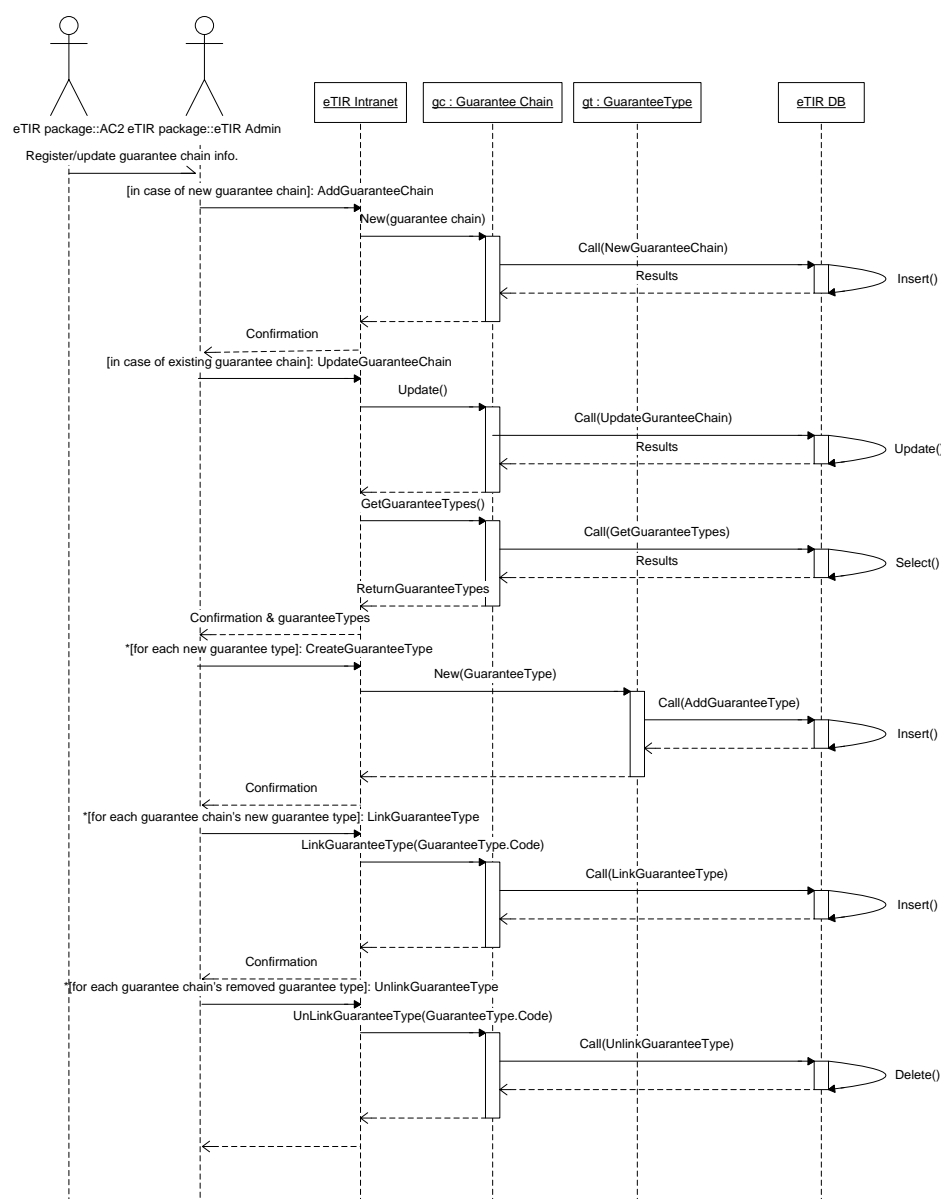 eTIR Intranet
gc : Guarantee Chain
gt : GuaranteeType
eTIR DB
eTIR package::AC2
eTIR package::eTIR Admin
Register/update guarantee chain info.
[in case of new guarantee chain]: AddGuaranteeChain
New(guarantee chain)
Call(NewGuaranteeChain)
Results
Insert()
Confirmation
[in case of existing guarantee chain]: UpdateGuaranteeChain
Update()
Call(UpdateGuranteeChain)
Results
Update()
GetGuaranteeTypes()
Call(GetGuaranteeTypes)
Results
Select()
ReturnGuaranteeTypes
Confirmation & guaranteeTypes
*[for each new guarantee type]: CreateGuaranteeType
New(GuaranteeType)
Call(AddGuaranteeType)
Insert()
Confirmation
*[for each guarantee chain's new guarantee type]: LinkGuaranteeType
LinkGuaranteeType(GuaranteeType.Code)
Call(LinkGuaranteeType)
Insert()
Confirmation
*[for each guarantee chain's removed guarantee type]: UnlinkGuaranteeType
UnLinkGuaranteeType(GuaranteeType.Code)
Call(UnlinkGuaranteeType)
Delete()